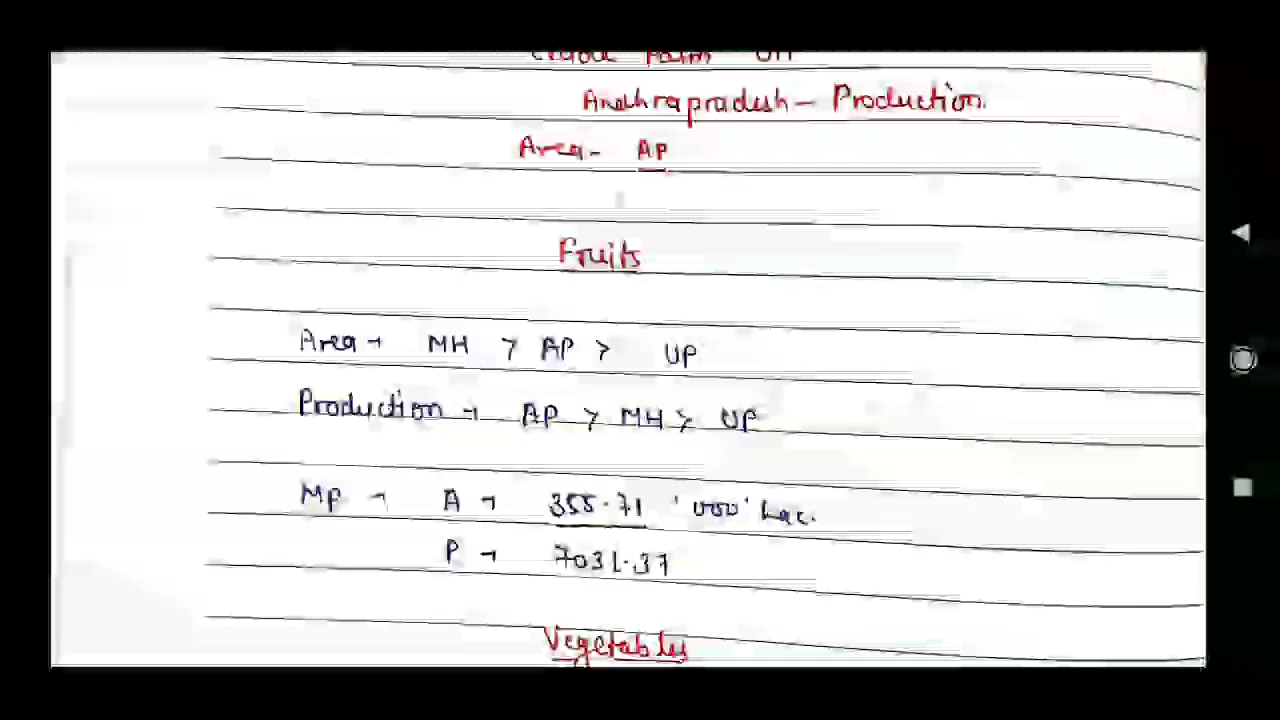 Andhrapradesh - Production.
Area - AP
Fruits
Area → MH > AP > UP
Production → AP > MH > UP
MP → A → 355.71 '000' hac.
P → 7031.37
Vegetables